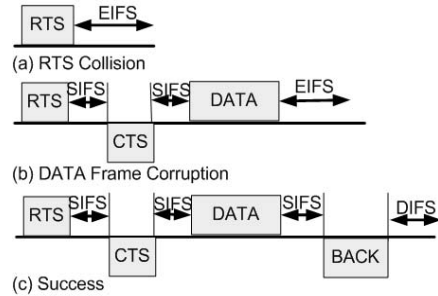 RTS EIFS
(a) RTS Collision
RTS SIFS SIFS DATA EIFS
CTS
(b) DATA Frame Corruption
RTS SIFS SIFS DATA SIFS DIFS
CTS BACK
(c) Success